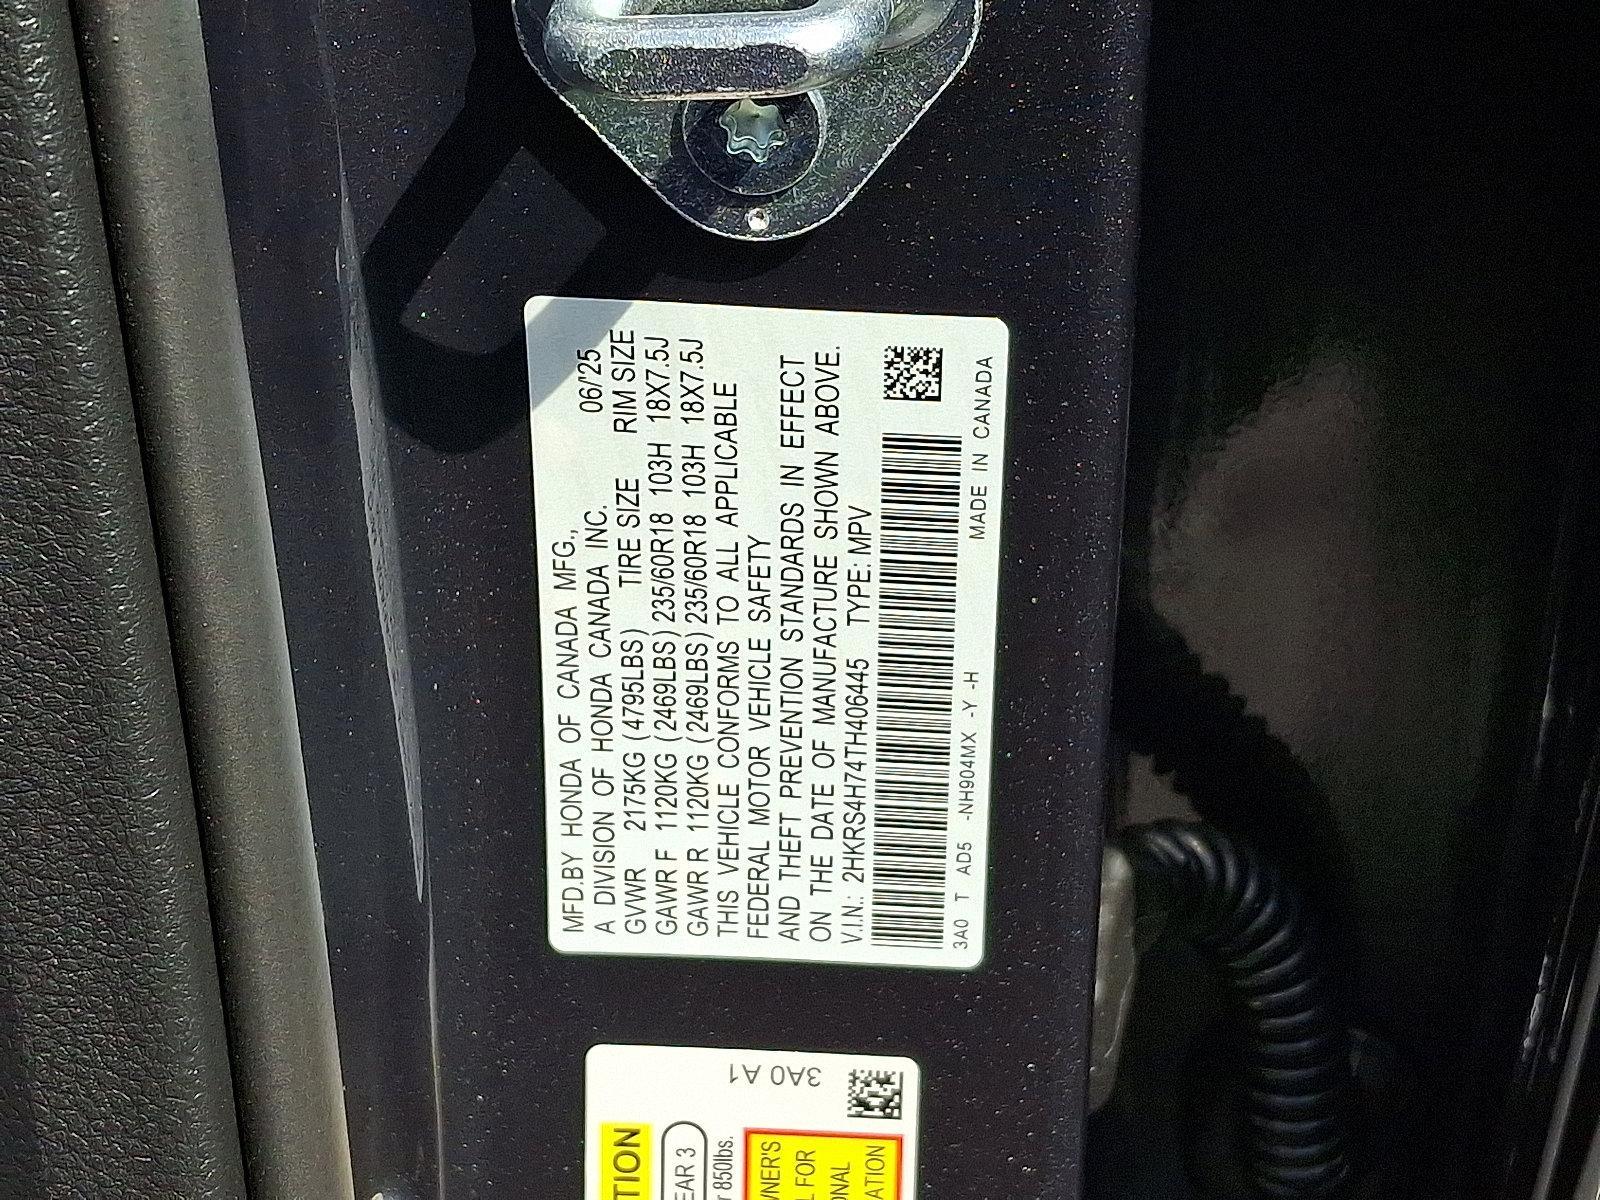 MFD.BY HONDA OF CANADA MFG.,
A DIVISION OF HONDA CANADA INC. 06/'25
GVWR 2175KG (4795LBS) TIRE SIZE RIM SIZE
GAWR F 1120KG (2469LBS) 235/60R18 103H 18X7.5J
GAWR R 1120KG (2469LBS) 235/60R18 103H 18X7.5J
THIS VEHICLE CONFORMS TO ALL APPLICABLE
FEDERAL MOTOR VEHICLE SAFETY
AND THEFT PREVENTION STANDARDS IN EFFECT
ON THE DATE OF MANUFACTURE SHOWN ABOVE.
V.I.N.: 2HKRS4H74TH406445 TYPE: MPV
3A0 T AD5 -NH904MX -Y -H MADE IN CANADA
3A0 A1
3
850lbs.
FOR